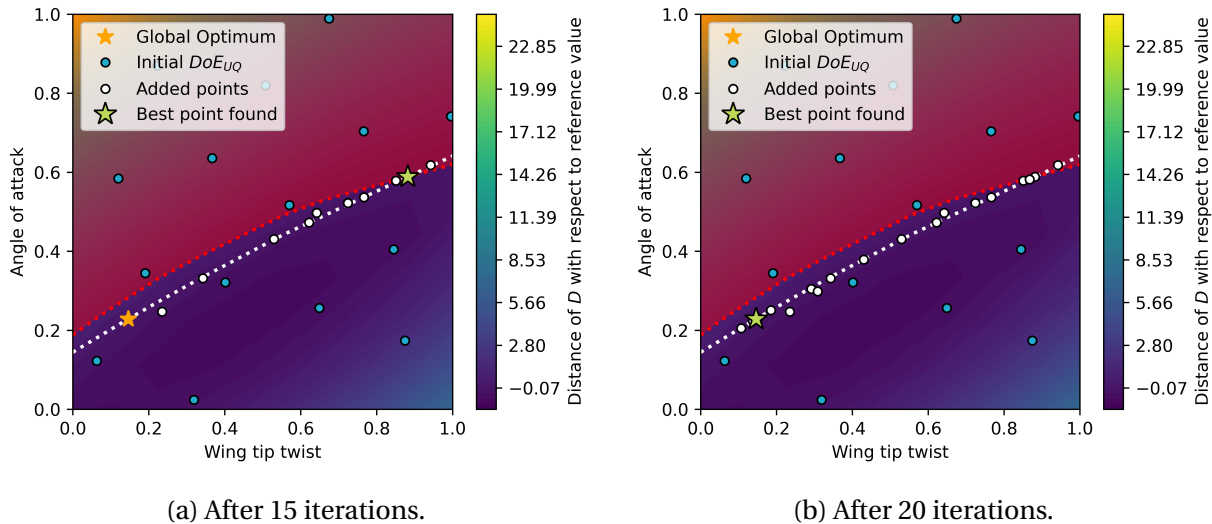 Global Optimum
Initial DoE_UQ
Added points
Best point found
1.0
0.8
0.6
0.4
0.2
0.0
Angle of attack
0.0 0.2 0.4 0.6 0.8 1.0
Wing tip twist
22.85
19.99
17.12
14.26
11.39
8.53
5.66
2.80
−0.07
Distance of D with respect to reference value
(a) After 15 iterations.
Global Optimum
Initial DoE_UQ
Added points
Best point found
1.0
0.8
0.6
0.4
0.2
0.0
Angle of attack
0.0 0.2 0.4 0.6 0.8 1.0
Wing tip twist
22.85
19.99
17.12
14.26
11.39
8.53
5.66
2.80
−0.07
Distance of D with respect to reference value
(b) After 20 iterations.